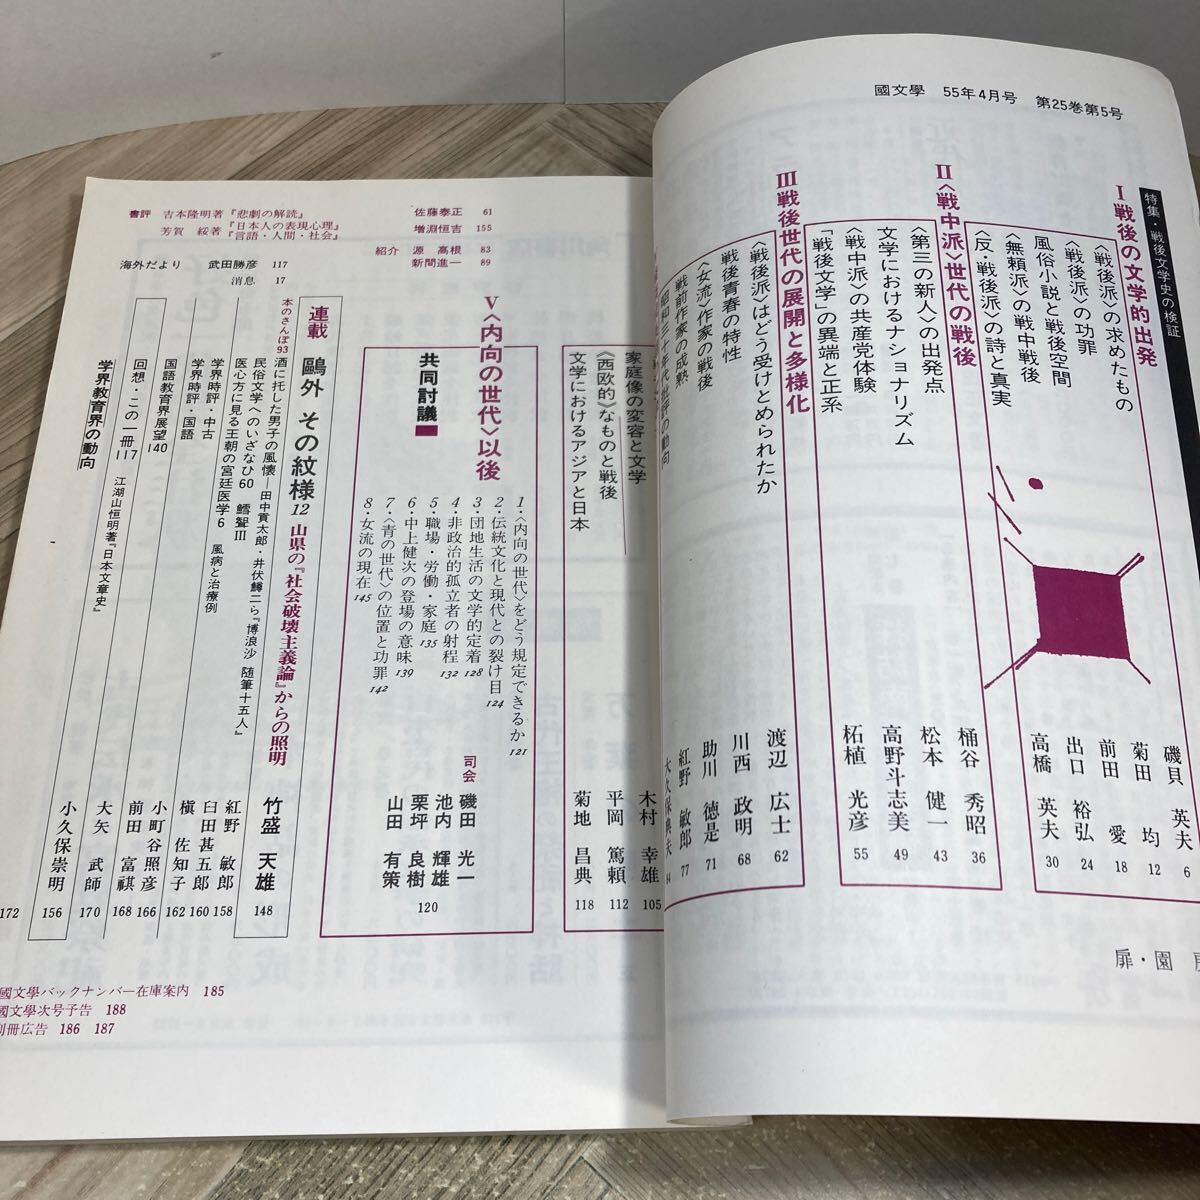 國文學 55年4月号 第25巻第5号
特集・戦後文学史の検証
I 戦後の文学的出発
〈戦後派〉の求めたもの 磯貝 英夫 6
〈戦後派〉の功罪 菊田 均 12
風俗小説と戦後空間 前田 愛 18
〈無頼派〉の戦中戦後 出口 裕弘 24
〈反・戦後派〉の詩と真実 高橋 英夫 30
II 〈戦中派〉世代の戦後
〈第三の新人〉の出発点 桶谷 秀昭 36
文学におけるナショナリズム 松本 健一 43
〈戦中派〉の共産党体験 高野斗志美 49
「戦後文学」の異端と正系 柘植 光彦 55
III 戦後世代の展開と多様化
〈戦後派〉はどう受けとめられたか 渡辺 広士 62
戦後青春の特性 川西 政明 68
〈女流〉作家の戦後 助川 徳是 71
戦前作家の成熟 紅野 敏郎 77
昭和三十年代批評の動向 大久保典夫
扉・園
家庭像の変容と文学 木村 幸雄 105
〈西欧的〉なものと戦後 平岡 篤頼 112
文学におけるアジアと日本 菊地 昌典 118
V〈内向の世代〉以後
共同討議
1・〈内向の世代〉をどう規定できるか 121
2・伝統文化と現代との裂け目 124
3・団地生活の文学的定着 128
4・非政治的孤立者の射程 132
5・職場・労働・家庭 135
6・中上健次の登場の意味 139
7・〈青の世代〉の位置と功罪 142
8・女流の現在 145
司会 磯田 光一
池内 輝雄
栗坪 良樹
山田 有策
120
連載 鷗外 その紋様12 山県の『社会破壊主義論』からの照明 竹盛 天雄 148
本のさんぽ93 酒に托した男子の風懐―田中貢太郎・井伏鱒二ら『博浪沙 随筆十五人』 紅野 敏郎 158
民俗文学へのいざなひ60 鱈聟III 臼田甚五郎 160
医心方に見る王朝の宮廷医学6 風病と治療例 槇 佐知子 162
学界時評・中古 小町谷照彦 166
学界時評・国語 前田 富祺 168
国語教育界展望140 大矢 武師 170
回想・この一冊117 江湖山恒明著『日本文章史』 小久保崇明 156
学界教育界の動向 172
書評 吉本隆明著『悲劇の解読』 佐藤泰正 61
芳賀 綏著『日本人の表現心理』『言語・人間・社会』 増淵恒吉 155
紹介 源 高根 83
新間進一 89
海外だより 武田勝彦 117
消息 17
國文學バックナンバー在庫案内 185
國文學次号予告 188
別冊広告 186 187